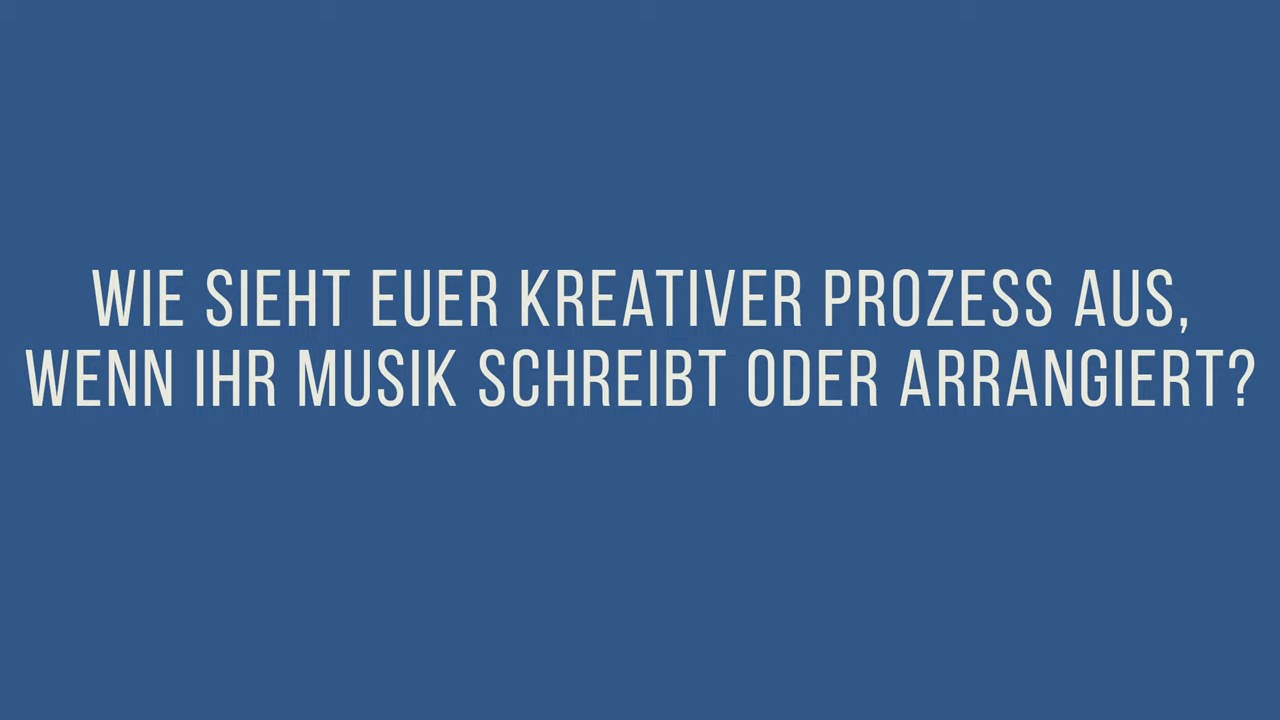 WIE SIEHT EUER KREATIVER PROZESS AUS,
WENN IHR MUSIK SCHREIBT ODER ARRANGIERT?